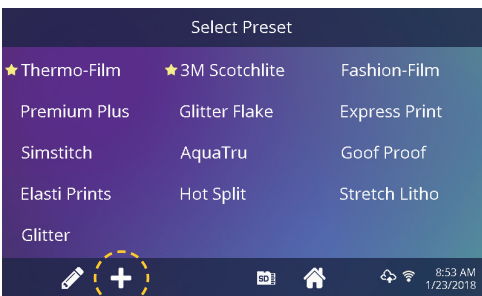 Select Preset
Thermo-Film 3M Scotchlite Fashion-Film
Premium Plus Glitter Flake Express Print
Simstitch AquaTru Goof Proof
Elasti Prints Hot Split Stretch Litho
Glitter
SD 8:53 AM
1/23/2018